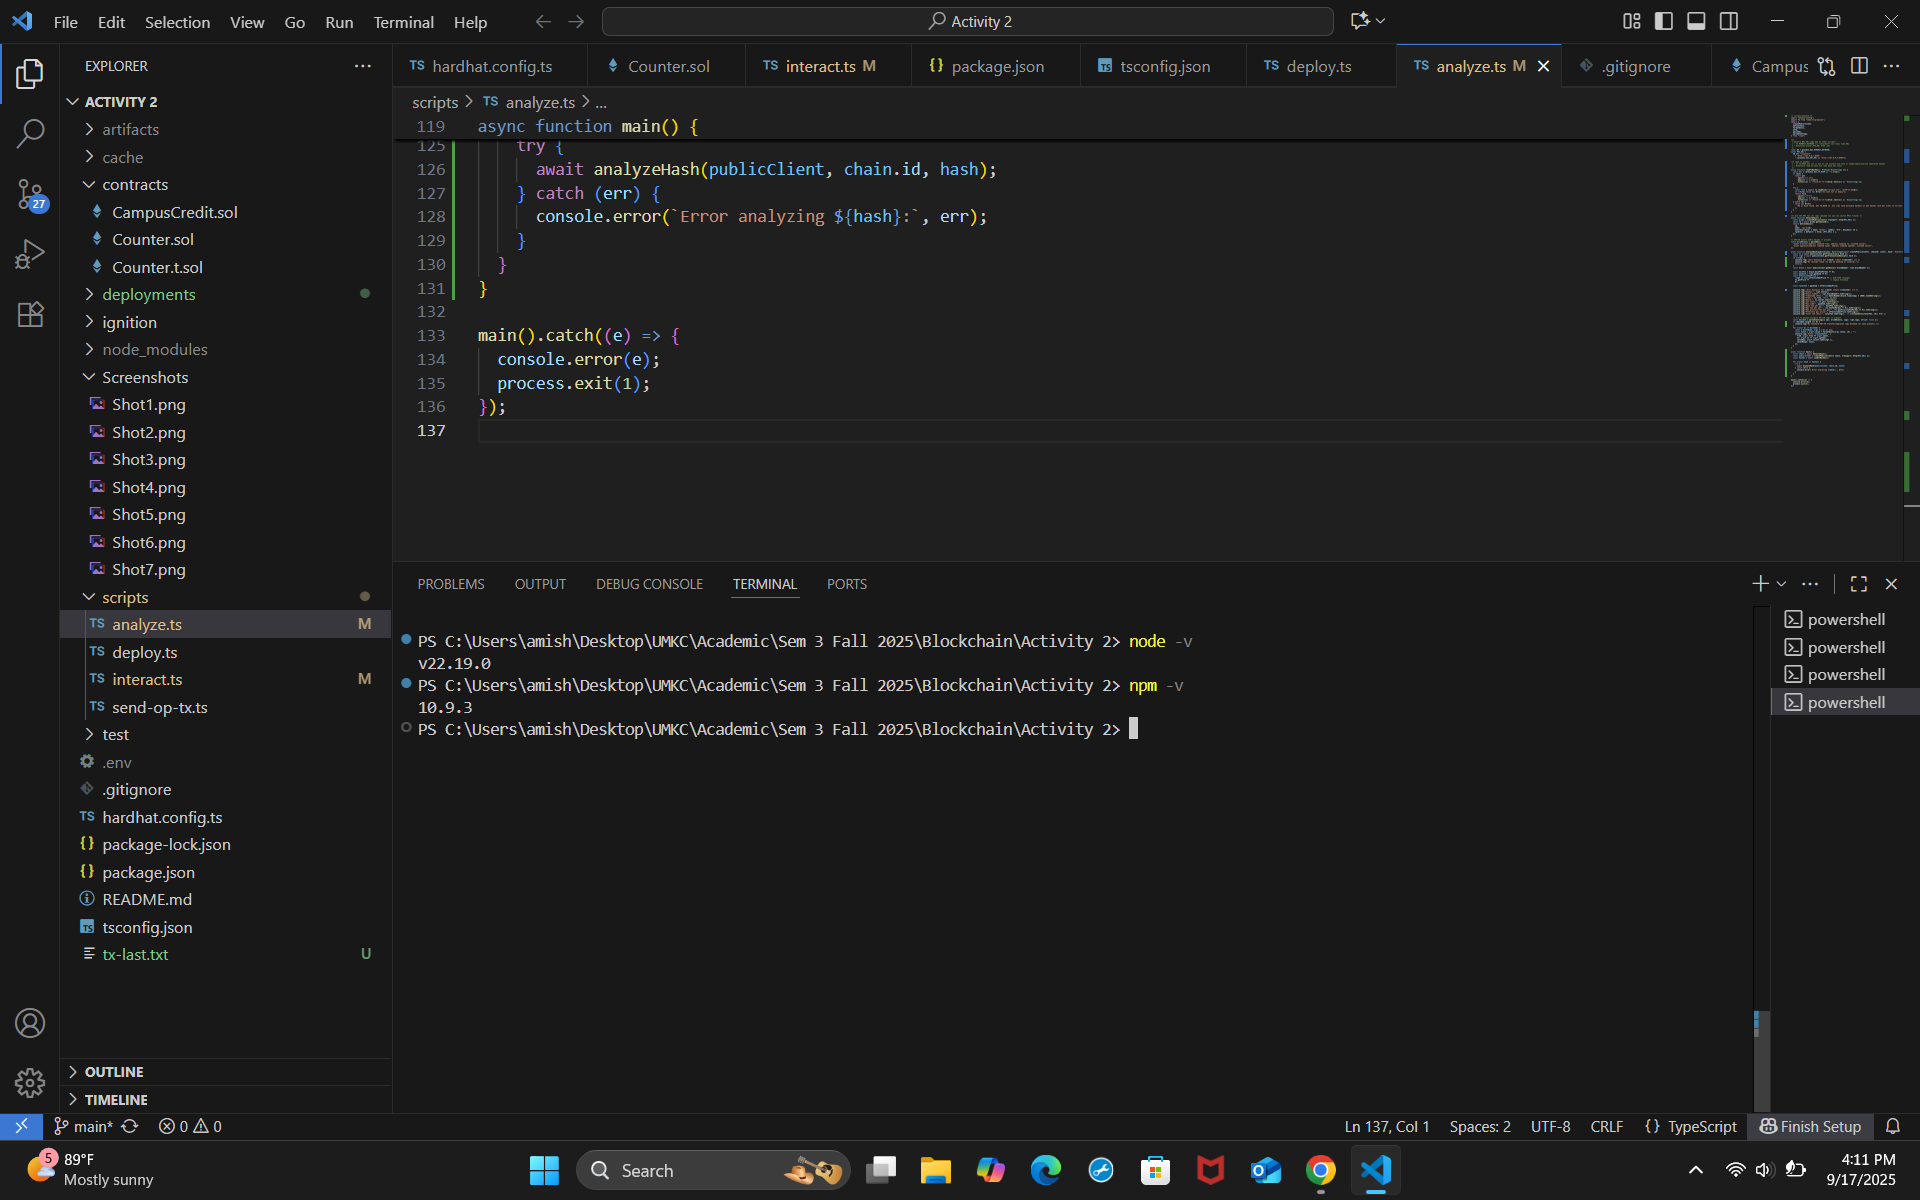 File Edit Selection View Go Run Terminal Help
Activity 2
EXPLORER
ACTIVITY 2
artifacts
cache
contracts
CampusCredit.sol
Counter.sol
Counter.t.sol
deployments
ignition
node_modules
Screenshots
Shot1.png
Shot2.png
Shot3.png
Shot4.png
Shot5.png
Shot6.png
Shot7.png
scripts
TS analyze.ts M
TS deploy.ts
TS interact.ts M
TS send-op-tx.ts
test
.env
.gitignore
TS hardhat.config.ts
{} package-lock.json
{} package.json
README.md
TS tsconfig.json
tx-last.txt U
OUTLINE
TIMELINE
27
TS hardhat.config.ts Counter.sol TS interact.ts M {} package.json TS tsconfig.json TS deploy.ts TS analyze.ts M .gitignore Campus
scripts > TS analyze.ts > ...
119 async function main() {
125 try {
126 await analyzeHash(publicClient, chain.id, hash);
127 } catch (err) {
128 console.error(`Error analyzing ${hash}:`, err);
129 }
130 }
131 }
132
133 main().catch((e) => {
134 console.error(e);
135 process.exit(1);
136 });
137
PROBLEMS OUTPUT DEBUG CONSOLE TERMINAL PORTS
PS C:\Users\amish\Desktop\UMKC\Academic\Sem 3 Fall 2025\Blockchain\Activity 2> node -v
v22.19.0
PS C:\Users\amish\Desktop\UMKC\Academic\Sem 3 Fall 2025\Blockchain\Activity 2> npm -v
10.9.3
PS C:\Users\amish\Desktop\UMKC\Academic\Sem 3 Fall 2025\Blockchain\Activity 2>
powershell
powershell
powershell
powershell
main* 0 0 Ln 137, Col 1 Spaces: 2 UTF-8 CRLF {} TypeScript Finish Setup
5
89°F
Mostly sunny
Search
4:11 PM
9/17/2025